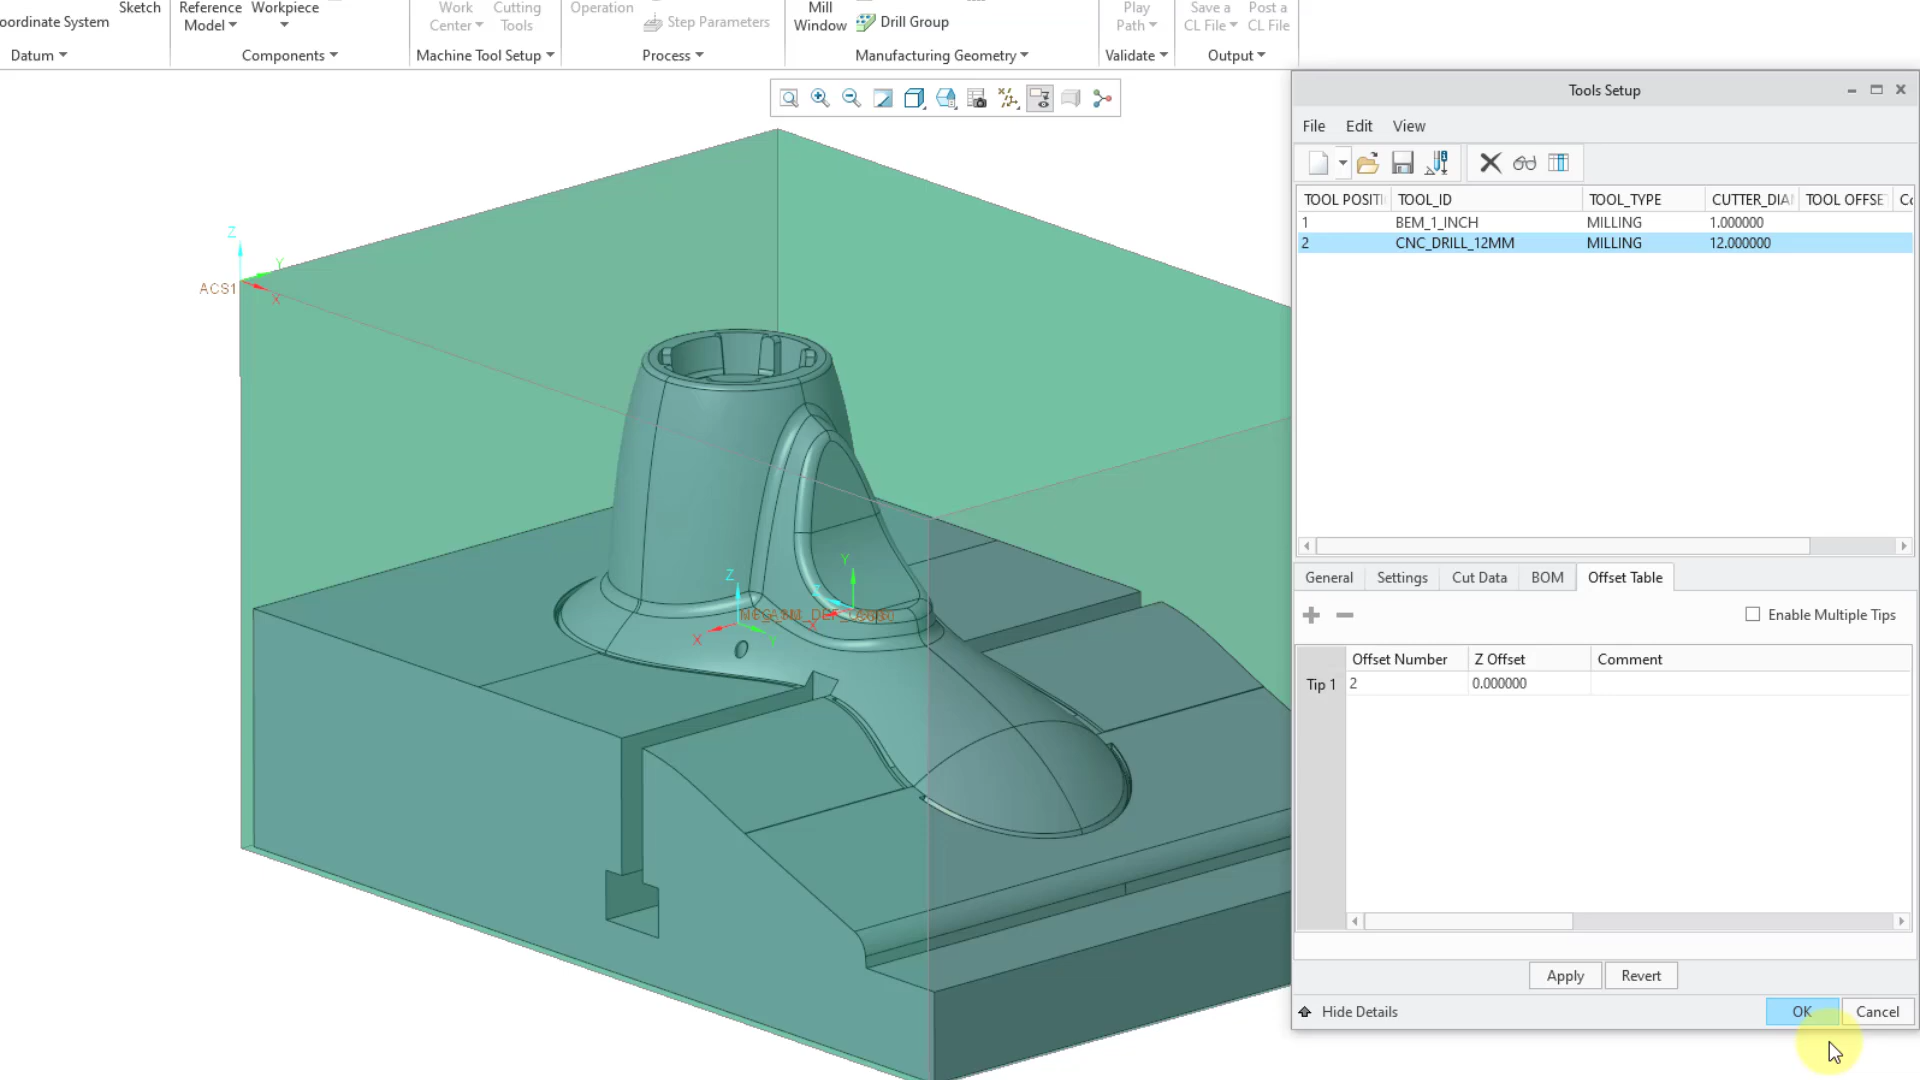 Sketch
Reference
Workpiece
Work
Cutting
Operation
Mill
Play
Save a
Post a
oordinate System
Model
Center
Tools
Step Parameters
Window
Drill Group
Path
CL File
CL File
Datum
Components
Machine Tool Setup
Process
Manufacturing Geometry
Validate
Output
Tools Setup
File Edit View
TOOL POSITI TOOL_ID TOOL_TYPE CUTTER_DIA TOOL OFFSE
1 BEM_1_INCH MILLING 1.000000
2 CNC_DRILL_12MM MILLING 12.000000
Z
Y
ACS1
X
Y
Z
Z
X
Y
X
General Settings Cut Data BOM Offset Table
Enable Multiple Tips
Offset Number Z Offset Comment
Tip 1 2 0.000000
Apply Revert
Hide Details
OK Cancel